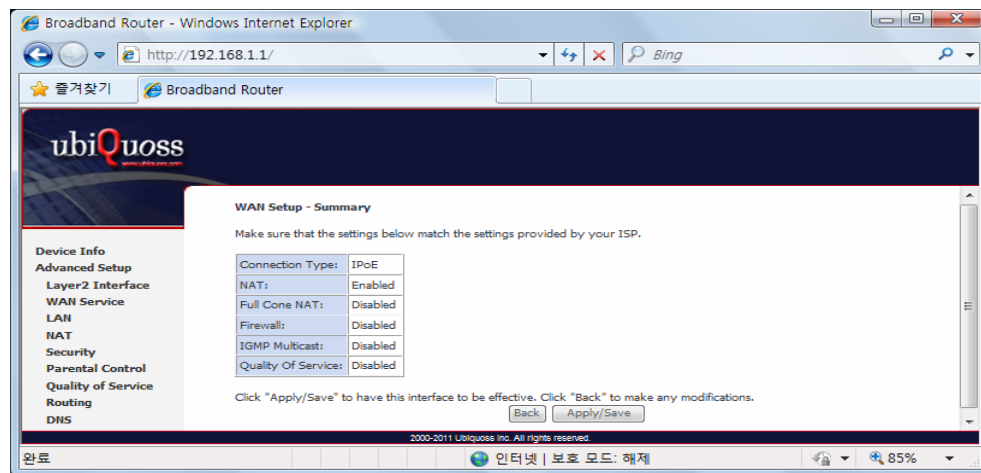 Broadband Router - Windows Internet Explorer
http://192.168.1.1/
Bing
즐겨찾기
Broadband Router
ubiQuoss
WAN Setup - Summary
Make sure that the settings below match the settings provided by your ISP.
Device Info
Advanced Setup
Layer2 Interface
WAN Service
LAN
NAT
Security
Parental Control
Quality of Service
Routing
DNS
Connection Type: IPoE
NAT: Enabled
Full Cone NAT: Disabled
Firewall: Disabled
IGMP Multicast: Disabled
Quality Of Service: Disabled
Click "Apply/Save" to have this interface to be effective. Click "Back" to make any modifications.
Back Apply/Save
2000-2011 Ubiquoss Inc. All rights reserved.
완료 인터넷 | 보호 모드: 해제 85%